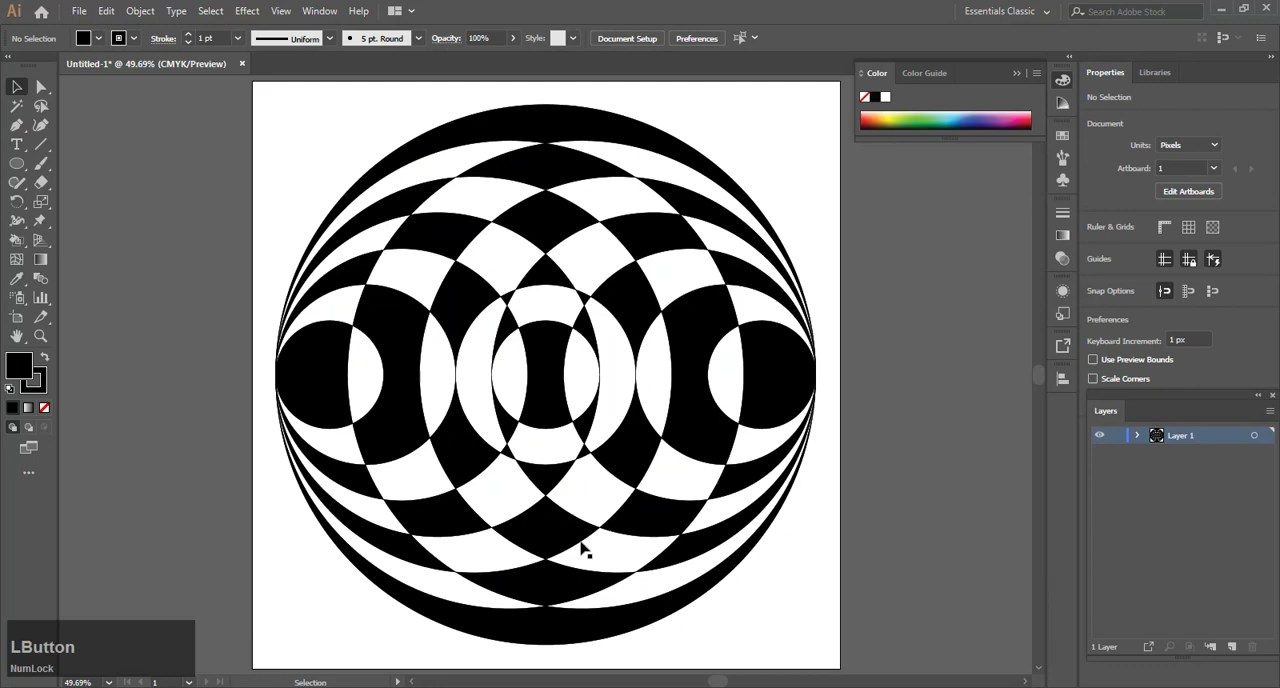 Ai File Edit Object Type Select Effect View Window Help Essentials Classic Search Adobe Stock
No Selection Stroke: 1 pt Uniform 5 pt. Round Opacity: 100% Style: Document Setup Preferences
Untitled-1* @ 49.69% (CMYK/Preview)
Color Color Guide
Properties Libraries
No Selection
Document
Units: Pixels
Artboard: 1
Edit Artboards
Ruler & Grids
Guides
Snap Options
Preferences
Keyboard Increment: 1 px
Use Preview Bounds
Scale Corners
Layers
Layer 1
1 Layer
LButton
NumLock
49.69% 1 Selection